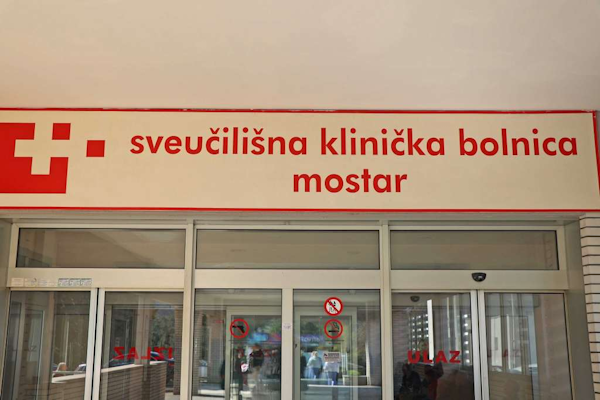 sveučilišna klinička bolnica
mostar
IZLAZ
ULAZ